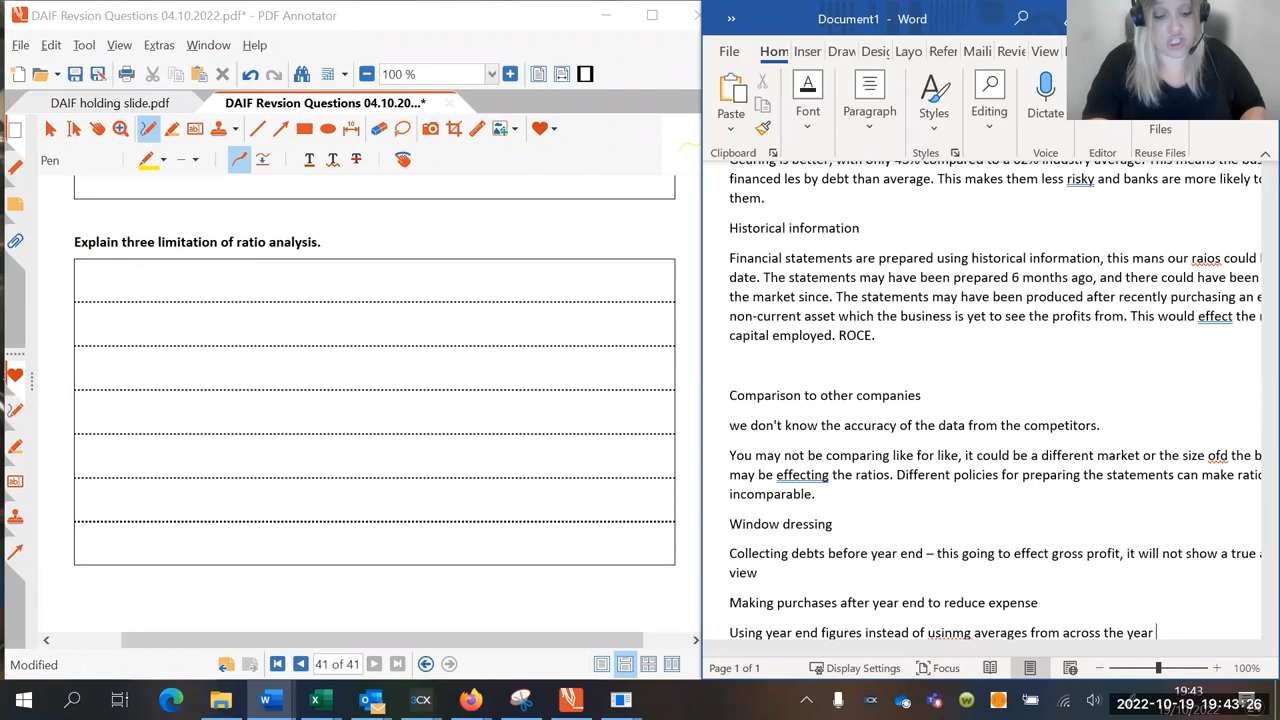 DAIF Revsion Questions 04.10.2022.pdf* - PDF Annotator
File Edit Tool View Extras Window Help
100 %
DAIF holding slide.pdf
DAIF Revsion Questions 04.10.20...*
Pen
Explain three limitation of ratio analysis.
41 of 41
Modified
Document1 - Word
File Hom Inser Draw Desig Layo Refer Maili Revie View
Paste
Font
Paragraph
Styles
Editing
Dictate
Files
Clipboard
Styles
Voice
Editor
Reuse Files
financed les by debt than average. This makes them less risky and banks are more likely to
them.
Historical information
Financial statements are prepared using historical information, this mans our raios could
date. The statements may have been prepared 6 months ago, and there could have been
the market since. The statements may have been produced after recently purchasing an e
non-current asset which the business is yet to see the profits from. This would effect the
capital employed. ROCE.
Comparison to other companies
we don't know the accuracy of the data from the competitors.
You may not be comparing like for like, it could be a different market or the size ofd the b
may be effecting the ratios. Different policies for preparing the statements can make ratio
incomparable.
Window dressing
Collecting debts before year end – this going to effect gross profit, it will not show a true
view
Making purchases after year end to reduce expense
Using year end figures instead of usinmg averages from across the year
Page 1 of 1
Display Settings
Focus
100%
19:43
2022-10-19 19:43:26